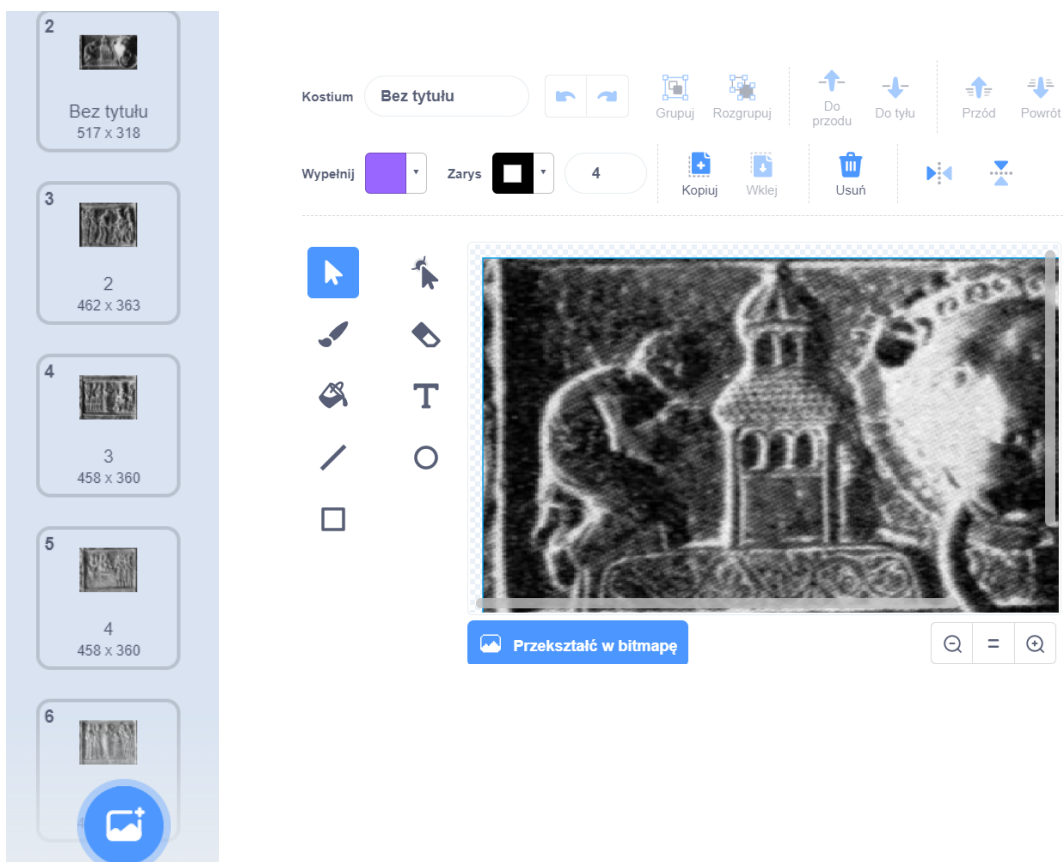 2
Bez tytułu
517 x 318
3
2
462 x 363
4
3
458 x 360
5
4
458 x 360
6
Kostium
Bez tytułu
Grupuj
Rozgrupuj
Do przodu
Do tyłu
Przód
Powrót
Wypełnij
Zarys
4
Kopiuj
Wklej
Usuń
T
Przekształć w bitmapę